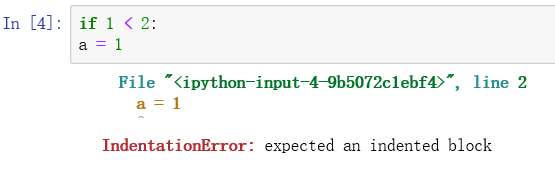 In [4]: if 1 < 2:
a = 1
File "<ipython-input-4-9b5072c1ebf4>", line 2
a = 1
^
IndentationError: expected an indented block